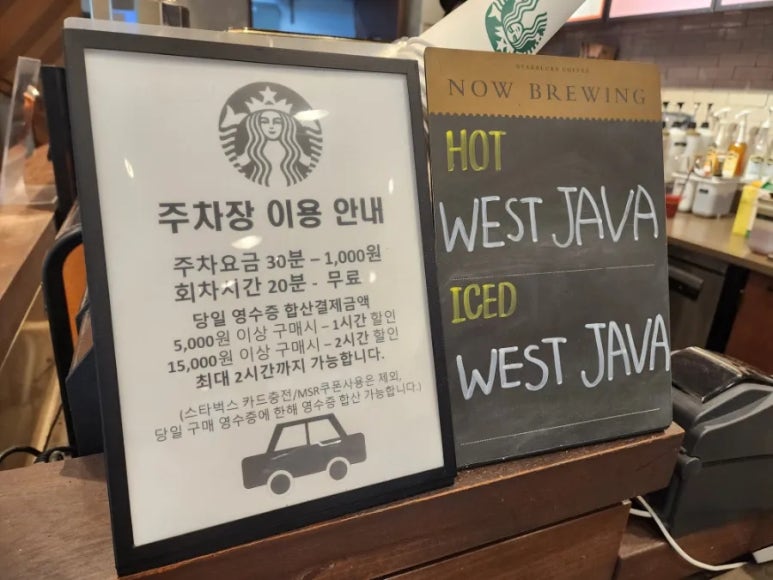 주차장 이용 안내
주차요금 30분 – 1,000원
회차시간 20분 - 무료
당일 영수증 합산결제금액
5,000원 이상 구매시 – 1시간 할인
15,000원 이상 구매시 – 2시간 할인
최대 2시간까지 가능합니다.
(스타벅스 카드충전/MSR쿠폰사용은 제외,
당일 구매 영수증에 한해 영수증 합산 가능합니다.)
STARBUCKS COFFEE
NOW BREWING
HOT
WEST JAVA
ICED
WEST JAVA